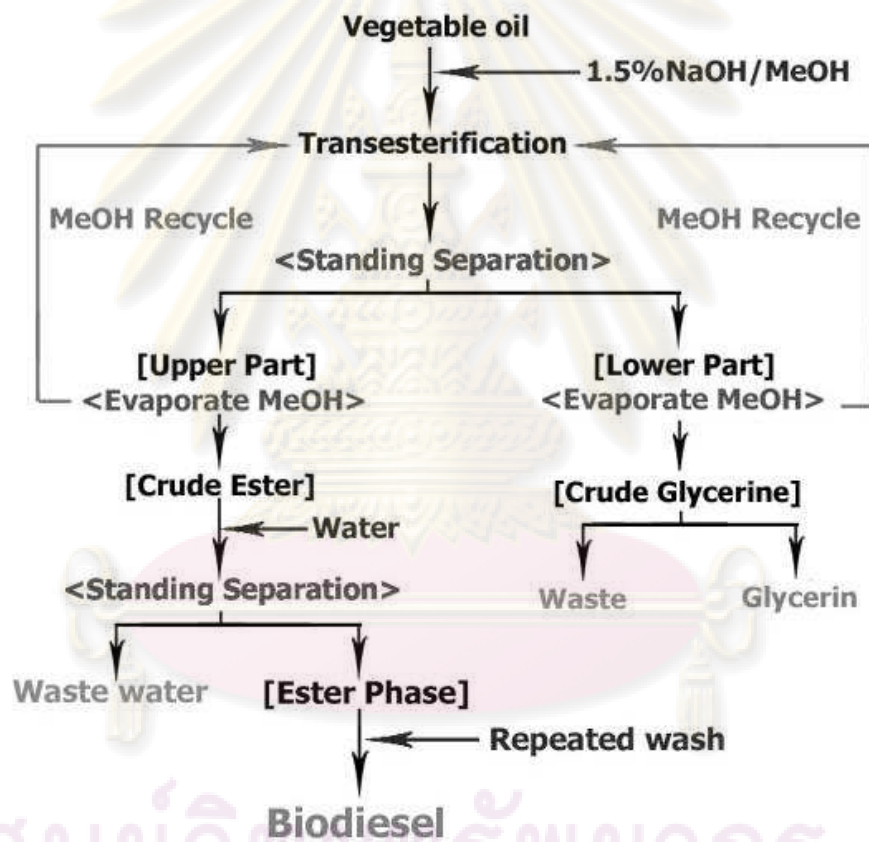 Vegetable oil
1.5%NaOH/MeOH
Transesterification
MeOH Recycle
MeOH Recycle
<Standing Separation>
[Upper Part]
[Lower Part]
<Evaporate MeOH>
<Evaporate MeOH>
[Crude Ester]
[Crude Glycerine]
Water
<Standing Separation>
Waste
Glycerin
Waste water
[Ester Phase]
Repeated wash
Biodiesel